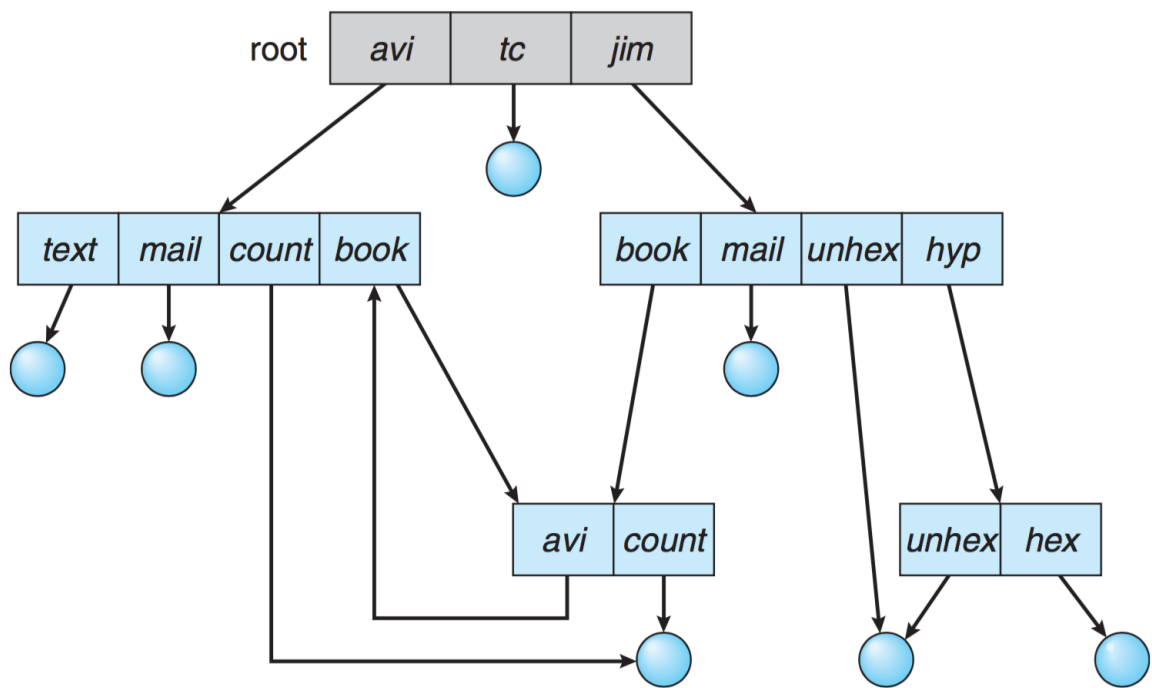 root avi tc jim
text mail count book book mail unhex hyp
avi count unhex hex